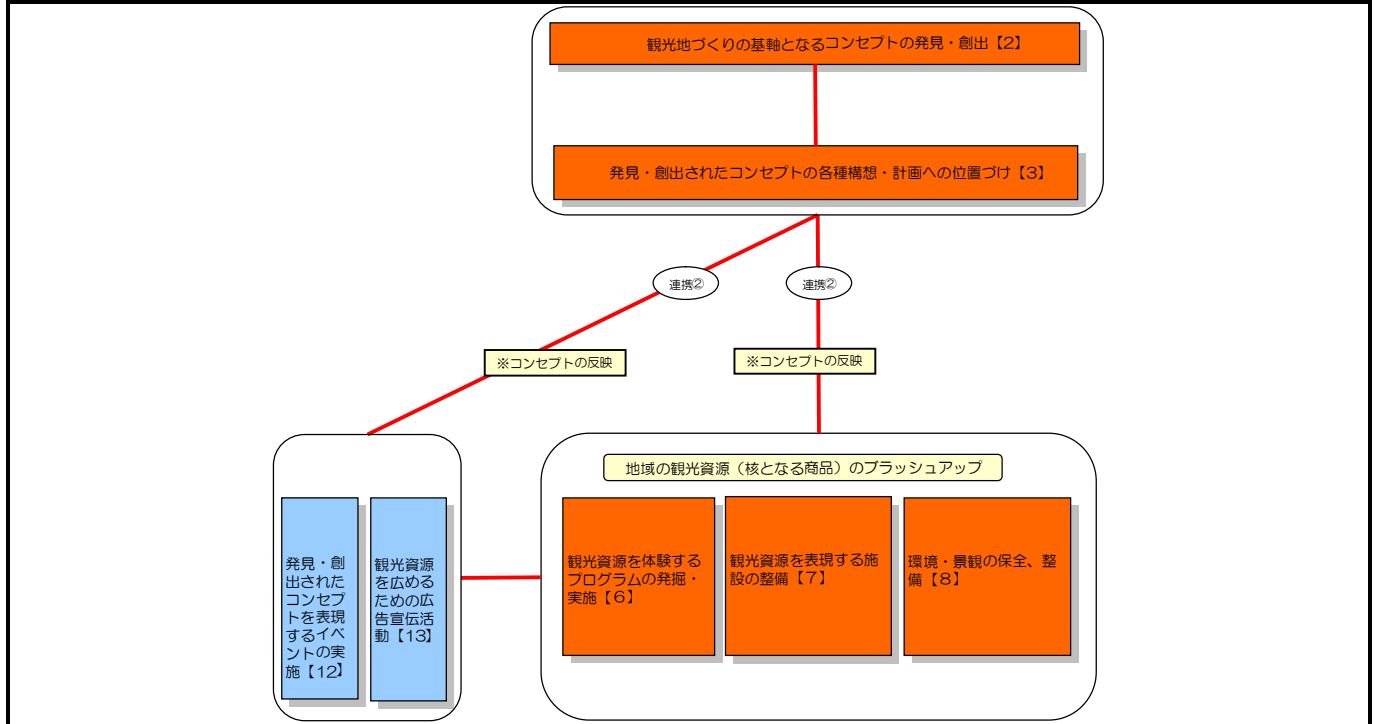 観光地づくりの基軸となるコンセプトの発見・創出【2】
発見・創出されたコンセプトの各種構想・計画への位置づけ【3】
連携②
連携②
※コンセプトの反映
※コンセプトの反映
地域の観光資源（核となる商品）のブラッシュアップ
発見・創
出された
コンセプ
トを表現
するイベ
ントの実
施【12】
観光資源
を広める
ための広
告宣伝活
動【13】
観光資源を体験する
プログラムの発掘・
実施【6】
観光資源を表現する施
設の整備【7】
環境・景観の保全、整
備【8】